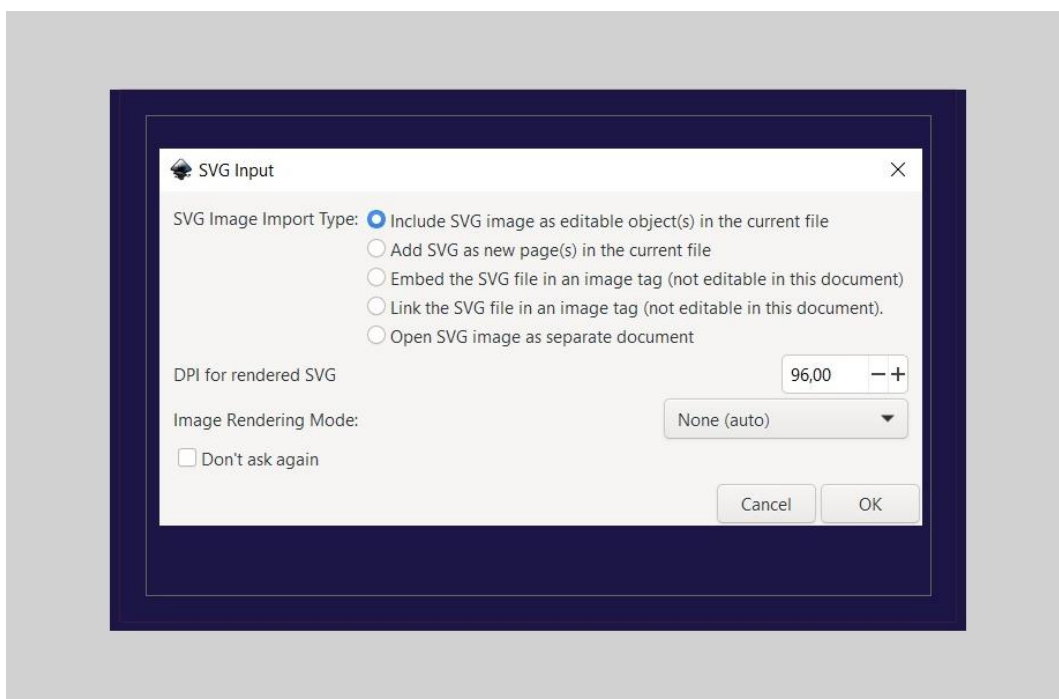 SVG Input
SVG Image Import Type: Include SVG image as editable object(s) in the current file
Add SVG as new page(s) in the current file
Embed the SVG file in an image tag (not editable in this document)
Link the SVG file in an image tag (not editable in this document).
Open SVG image as separate document
DPI for rendered SVG 96,00
Image Rendering Mode: None (auto)
Don't ask again
Cancel OK